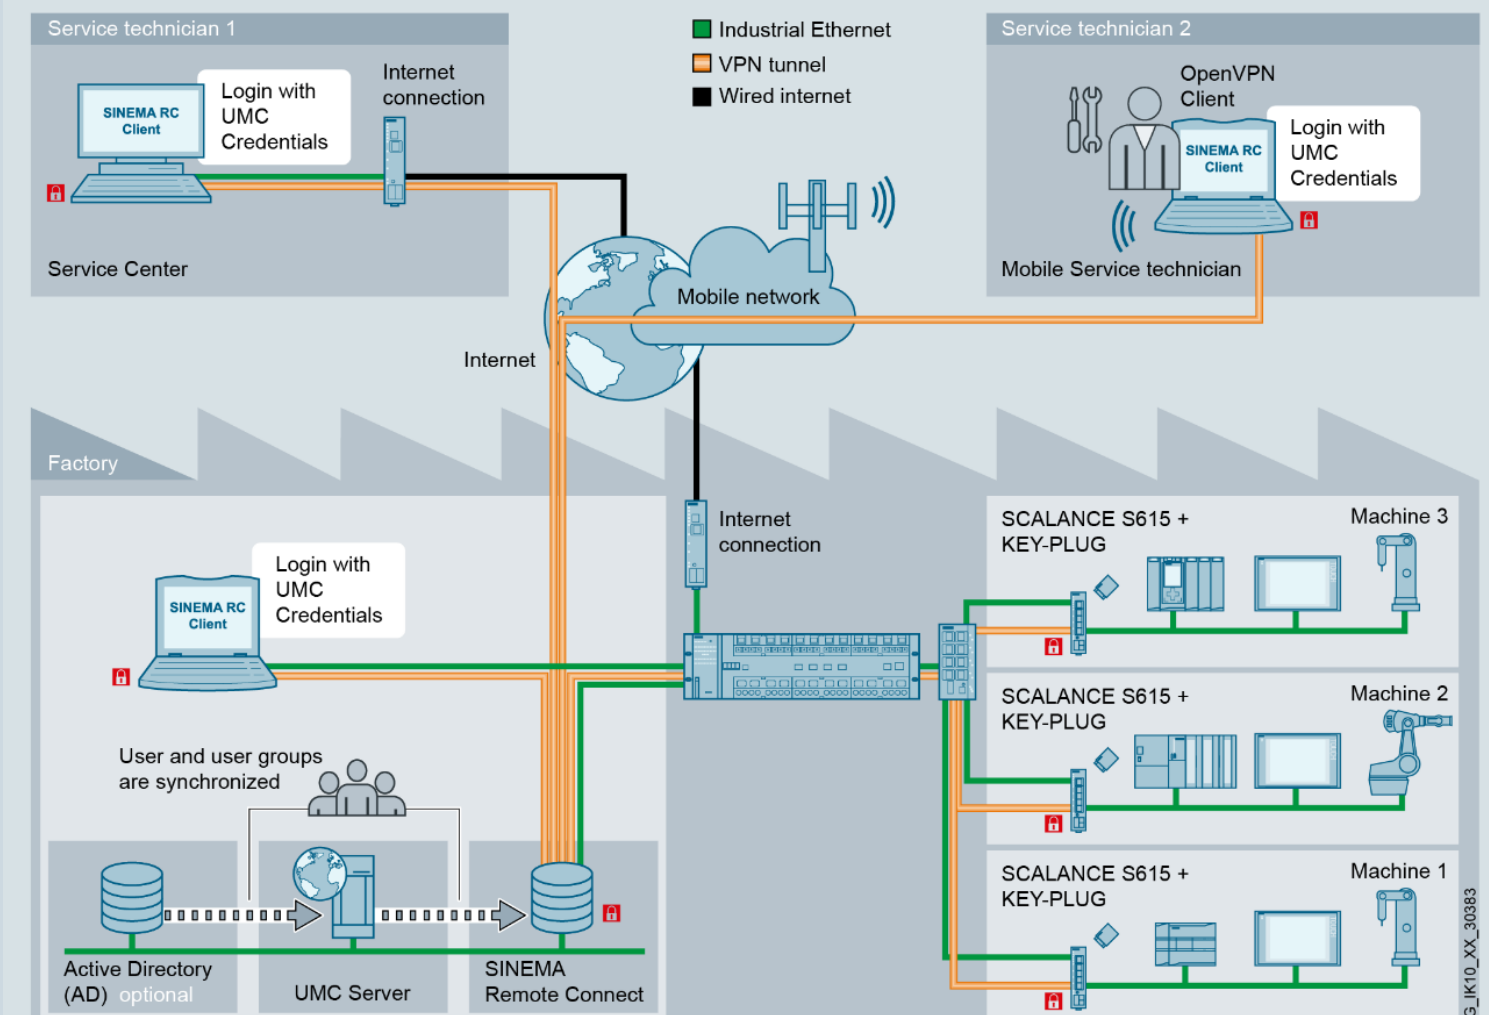 Service technician 1
SINEMA RC
Client
Login with
UMC
Credentials
Internet
connection
Service Center
Industrial Ethernet
VPN tunnel
Wired internet
Service technician 2
OpenVPN
Client
SINEMA RC
Client
Login with
UMC
Credentials
Mobile Service technician
Mobile network
Internet
Factory
SINEMA RC
Client
Login with
UMC
Credentials
Internet
connection
User and user groups
are synchronized
Active Directory
(AD) optional
UMC Server
SINEMA
Remote Connect
SCALANCE S615 +
KEY-PLUG
Machine 3
SCALANCE S615 +
KEY-PLUG
Machine 2
SCALANCE S615 +
KEY-PLUG
Machine 1
G_IK10_XX_30383